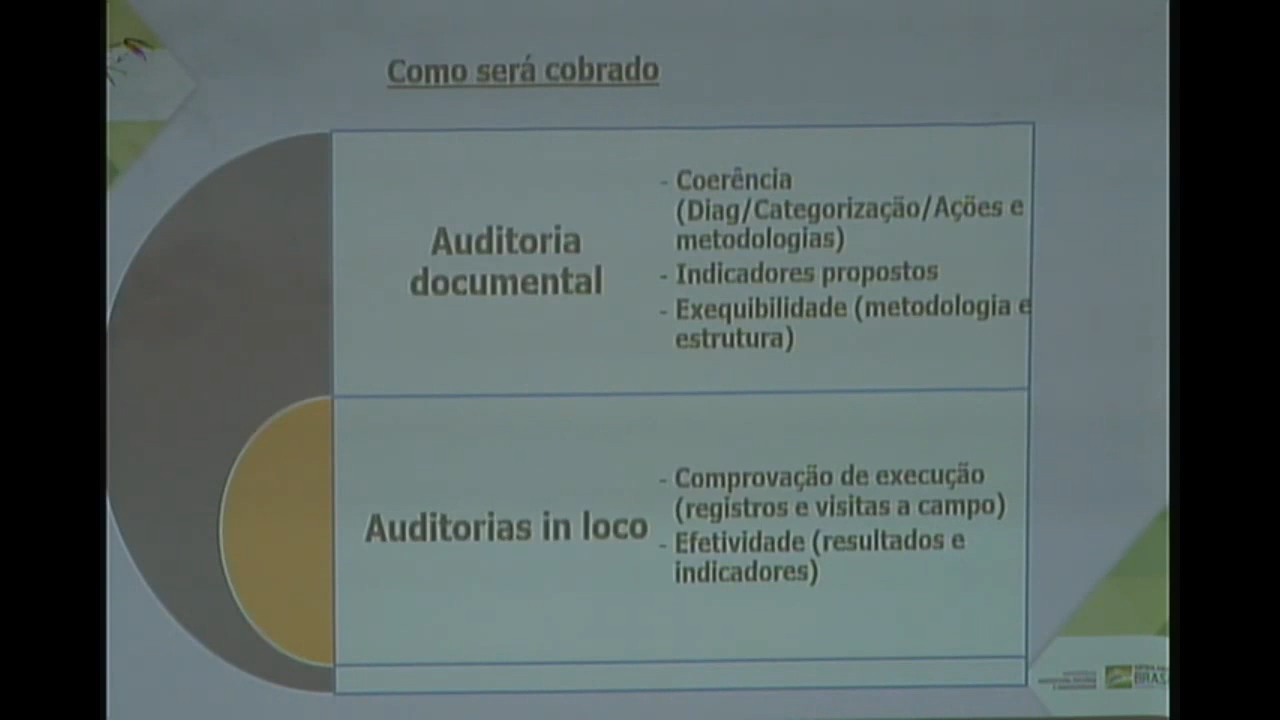 Como será cobrado
Auditoria
documental
- Coerência
(Diag/Categorização/Ações e
metodologias)
- Indicadores propostos
- Exequibilidade (metodologia e
estrutura)
Auditorias in loco
- Comprovação de execução
(registros e visitas a campo)
- Efetividade (resultados e
indicadores)